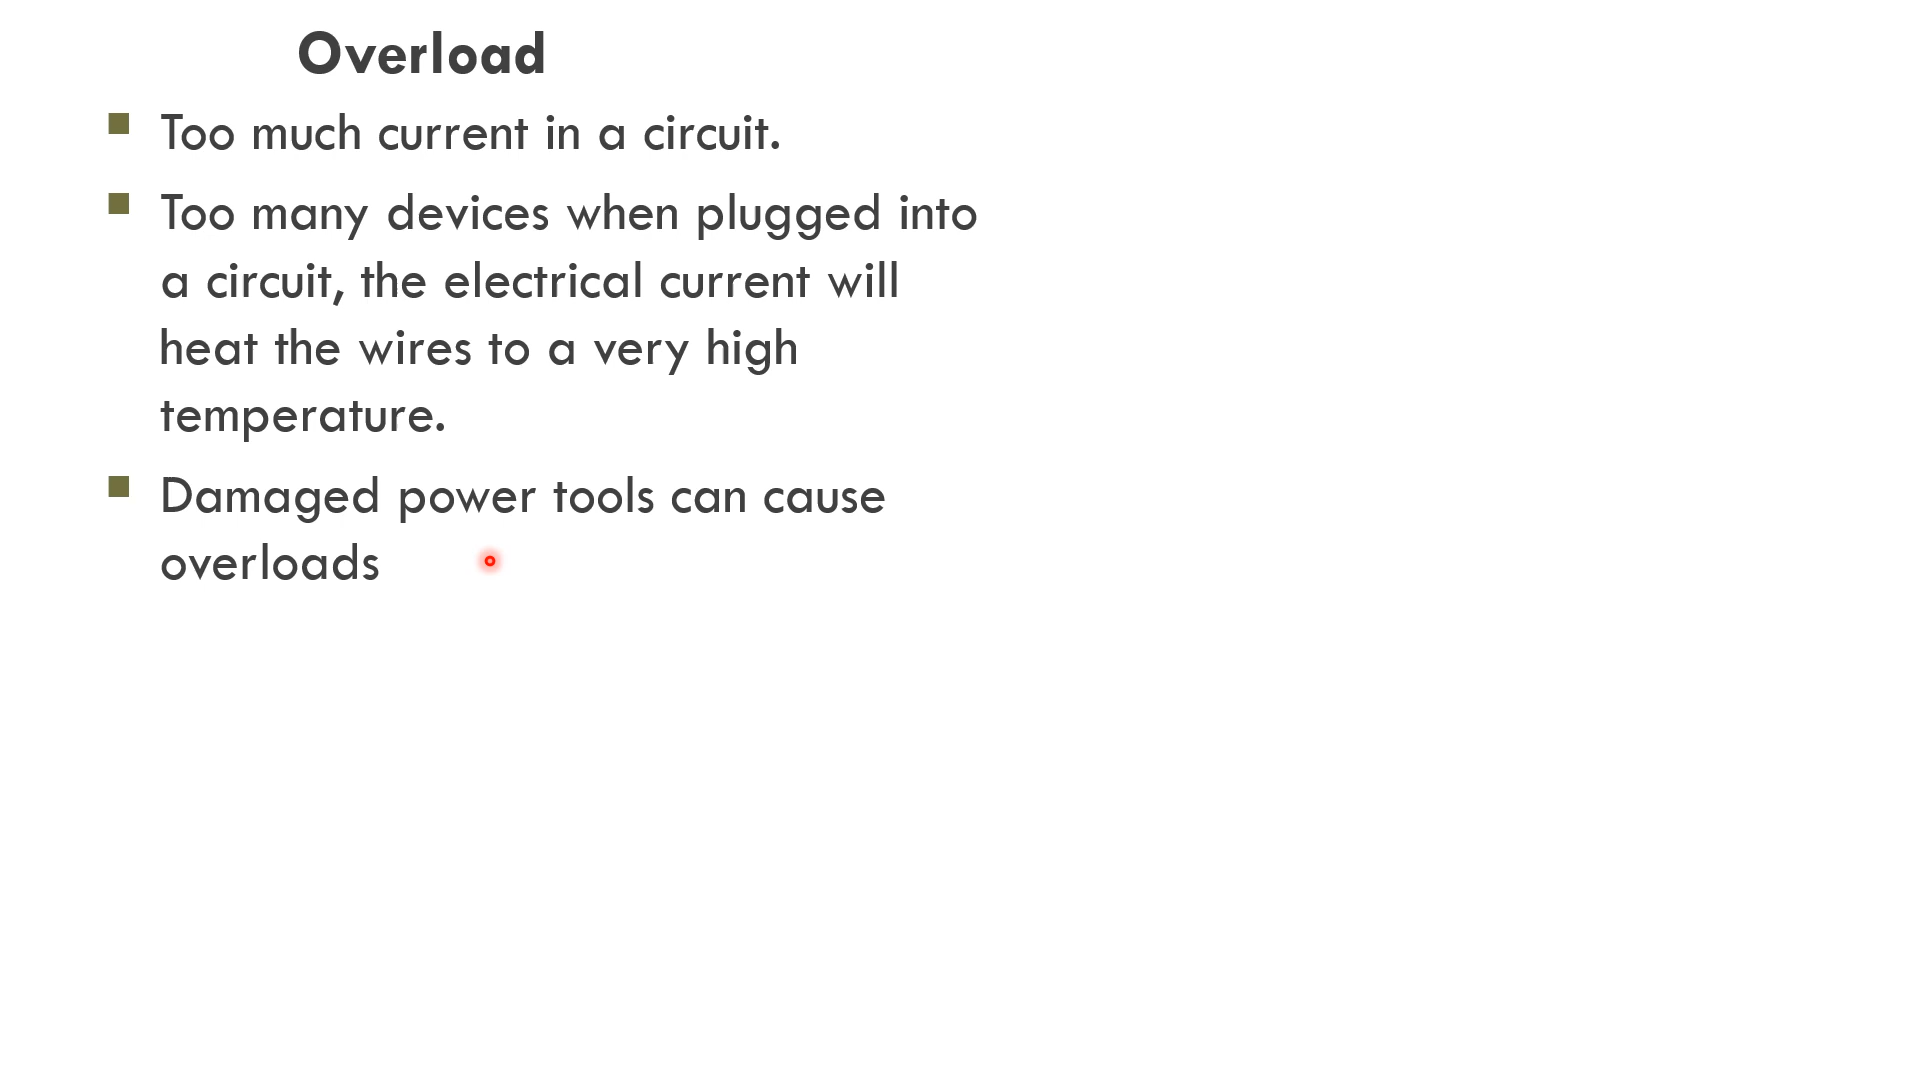 Overload
Too much current in a circuit.
Too many devices when plugged into
a circuit, the electrical current will
heat the wires to a very high
temperature.
Damaged power tools can cause
overloads